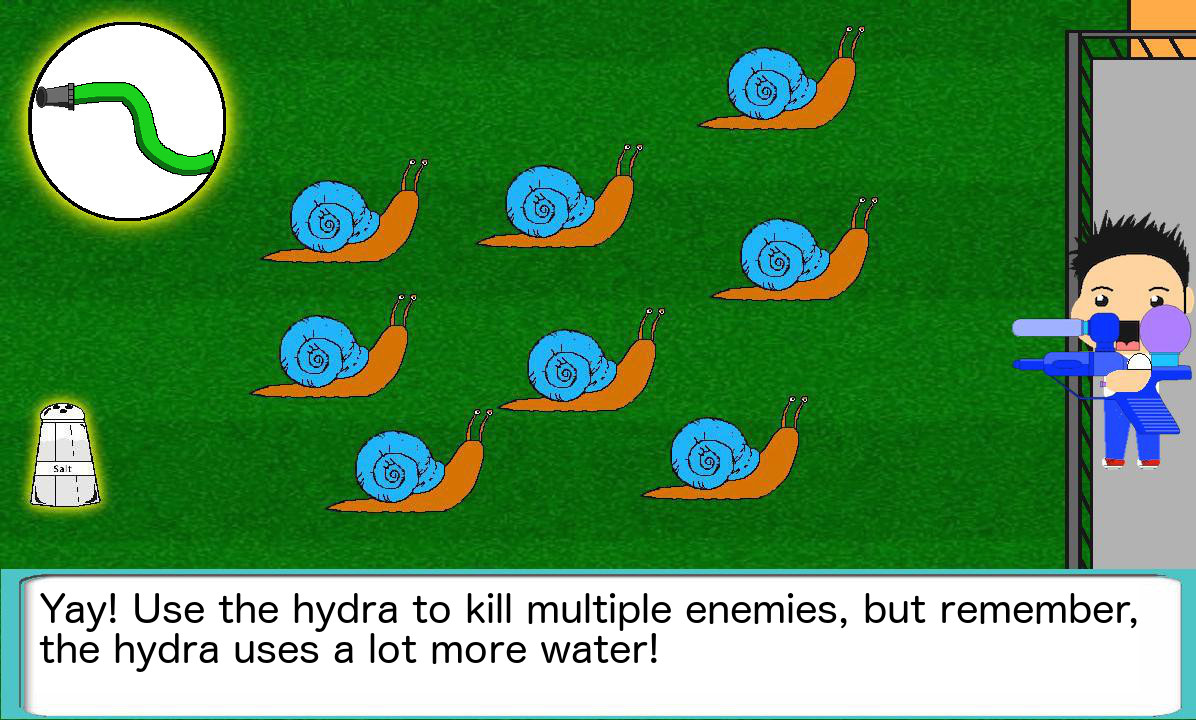 Salt
Yay! Use the hydra to kill multiple enemies, but remember,
the hydra uses a lot more water!